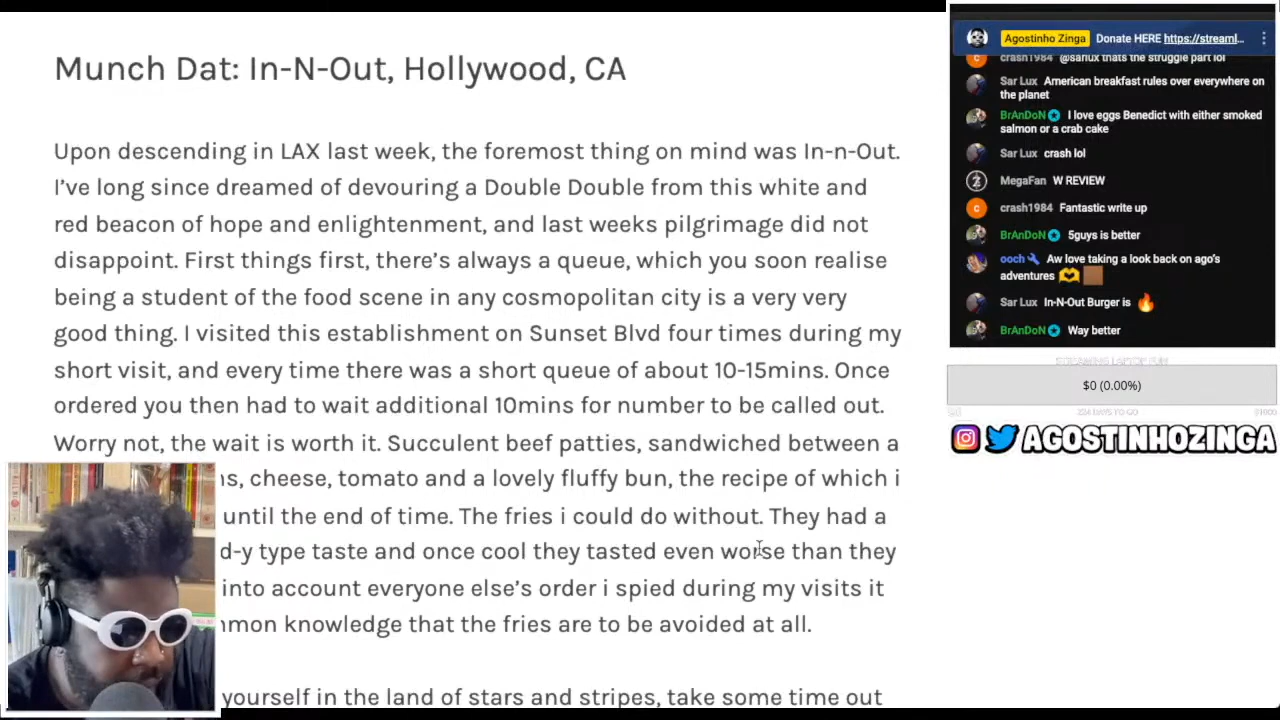 Munch Dat: In-N-Out, Hollywood, CA
Upon descending in LAX last week, the foremost thing on mind was In-n-Out.
I’ve long since dreamed of devouring a Double Double from this white and
red beacon of hope and enlightenment, and last weeks pilgrimage did not
disappoint. First things first, there’s always a queue, which you soon realise
being a student of the food scene in any cosmopolitan city is a very very
good thing. I visited this establishment on Sunset Blvd four times during my
short visit, and every time there was a short queue of about 10-15mins. Once
ordered you then had to wait additional 10mins for number to be called out.
Worry not, the wait is worth it. Succulent beef patties, sandwiched between a
ns, cheese, tomato and a lovely fluffy bun, the recipe of which i
until the end of time. The fries i could do without. They had a
d-y type taste and once cool they tasted even worse than they
into account everyone else’s order i spied during my visits it
mmon knowledge that the fries are to be avoided at all.
yourself in the land of stars and stripes, take some time out
Agostinho Zinga Donate HERE https://streaml...
crash1984 @sarlux thats the struggle part lol
Sar Lux American breakfast rules over everywhere on
the planet
BrAnDoN I love eggs Benedict with either smoked
salmon or a crab cake
Sar Lux crash lol
MegaFan W REVIEW
crash1984 Fantastic write up
BrAnDoN 5guys is better
ooch Aw love taking a look back on ago’s
adventures
Sar Lux In-N-Out Burger is
BrAnDoN Way better
$0 (0.00%)
AGOSTINHOZINGA